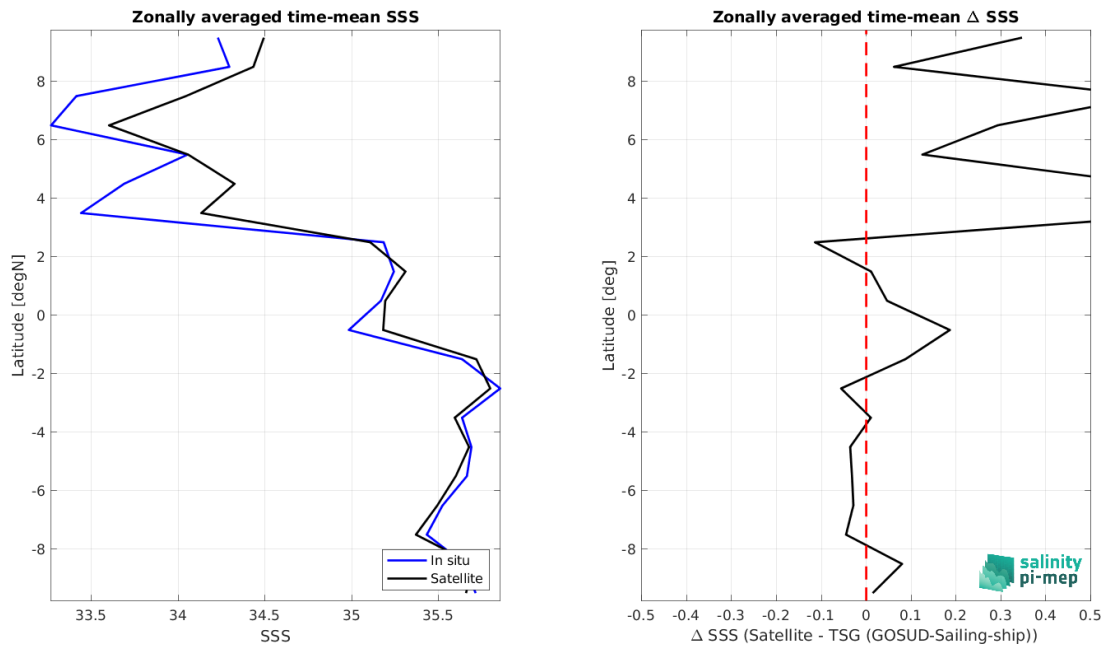 Zonally averaged time-mean SSS
Latitude [degN]
8
6
4
2
0
-2
-4
-6
-8
33.5 34 34.5 35 35.5
SSS
In situ
Satellite
Zonally averaged time-mean Δ SSS
Latitude [deg]
8
6
4
2
0
-2
-4
-6
-8
-0.5 -0.4 -0.3 -0.2 -0.1 0 0.1 0.2 0.3 0.4 0.5
Δ SSS (Satellite - TSG (GOSUD-Sailing-ship))
salinity
pi-mep